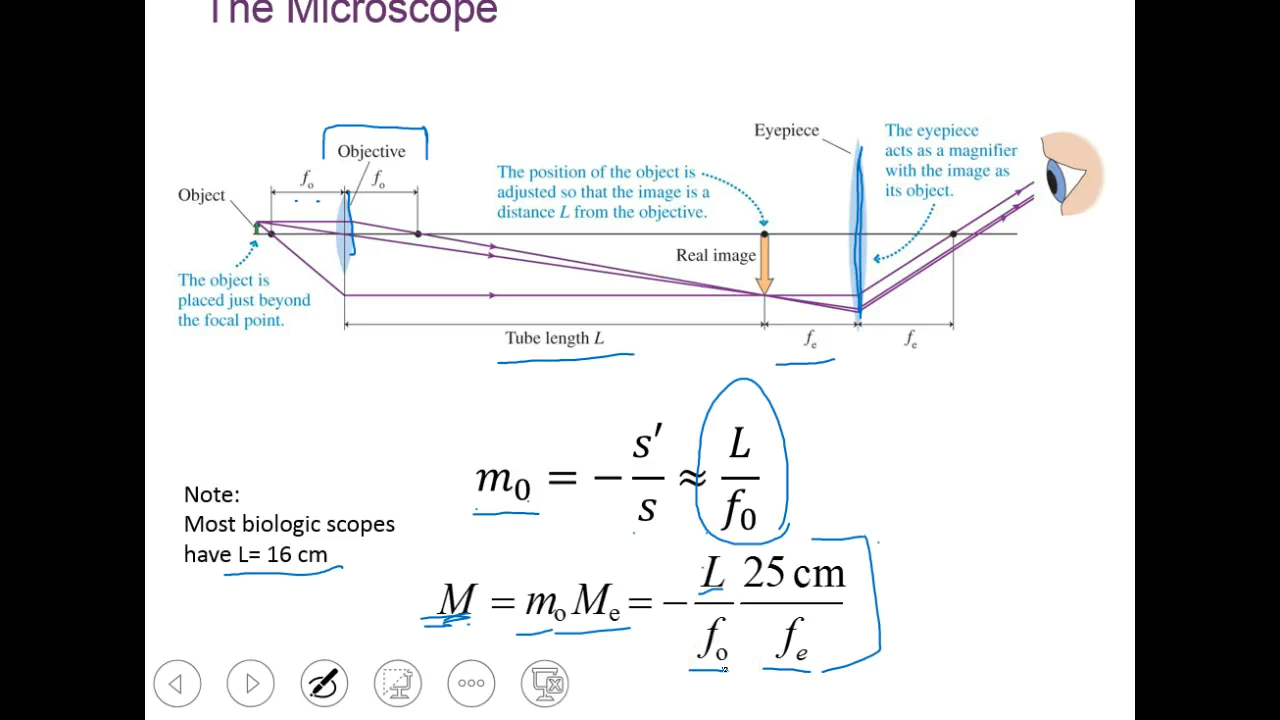 The Microscope
Objective
Eyepiece
The eyepiece
acts as a magnifier
with the image as
its object.
The position of the object is
adjusted so that the image is a
distance L from the objective.
fo
fo
Object
Real image
The object is
placed just beyond
the focal point.
Tube length L
fe
fe
m0 = − s′/s ≈ L/f0
Note:
Most biologic scopes
have L= 16 cm
M = moMe = − L/fo 25 cm/fe